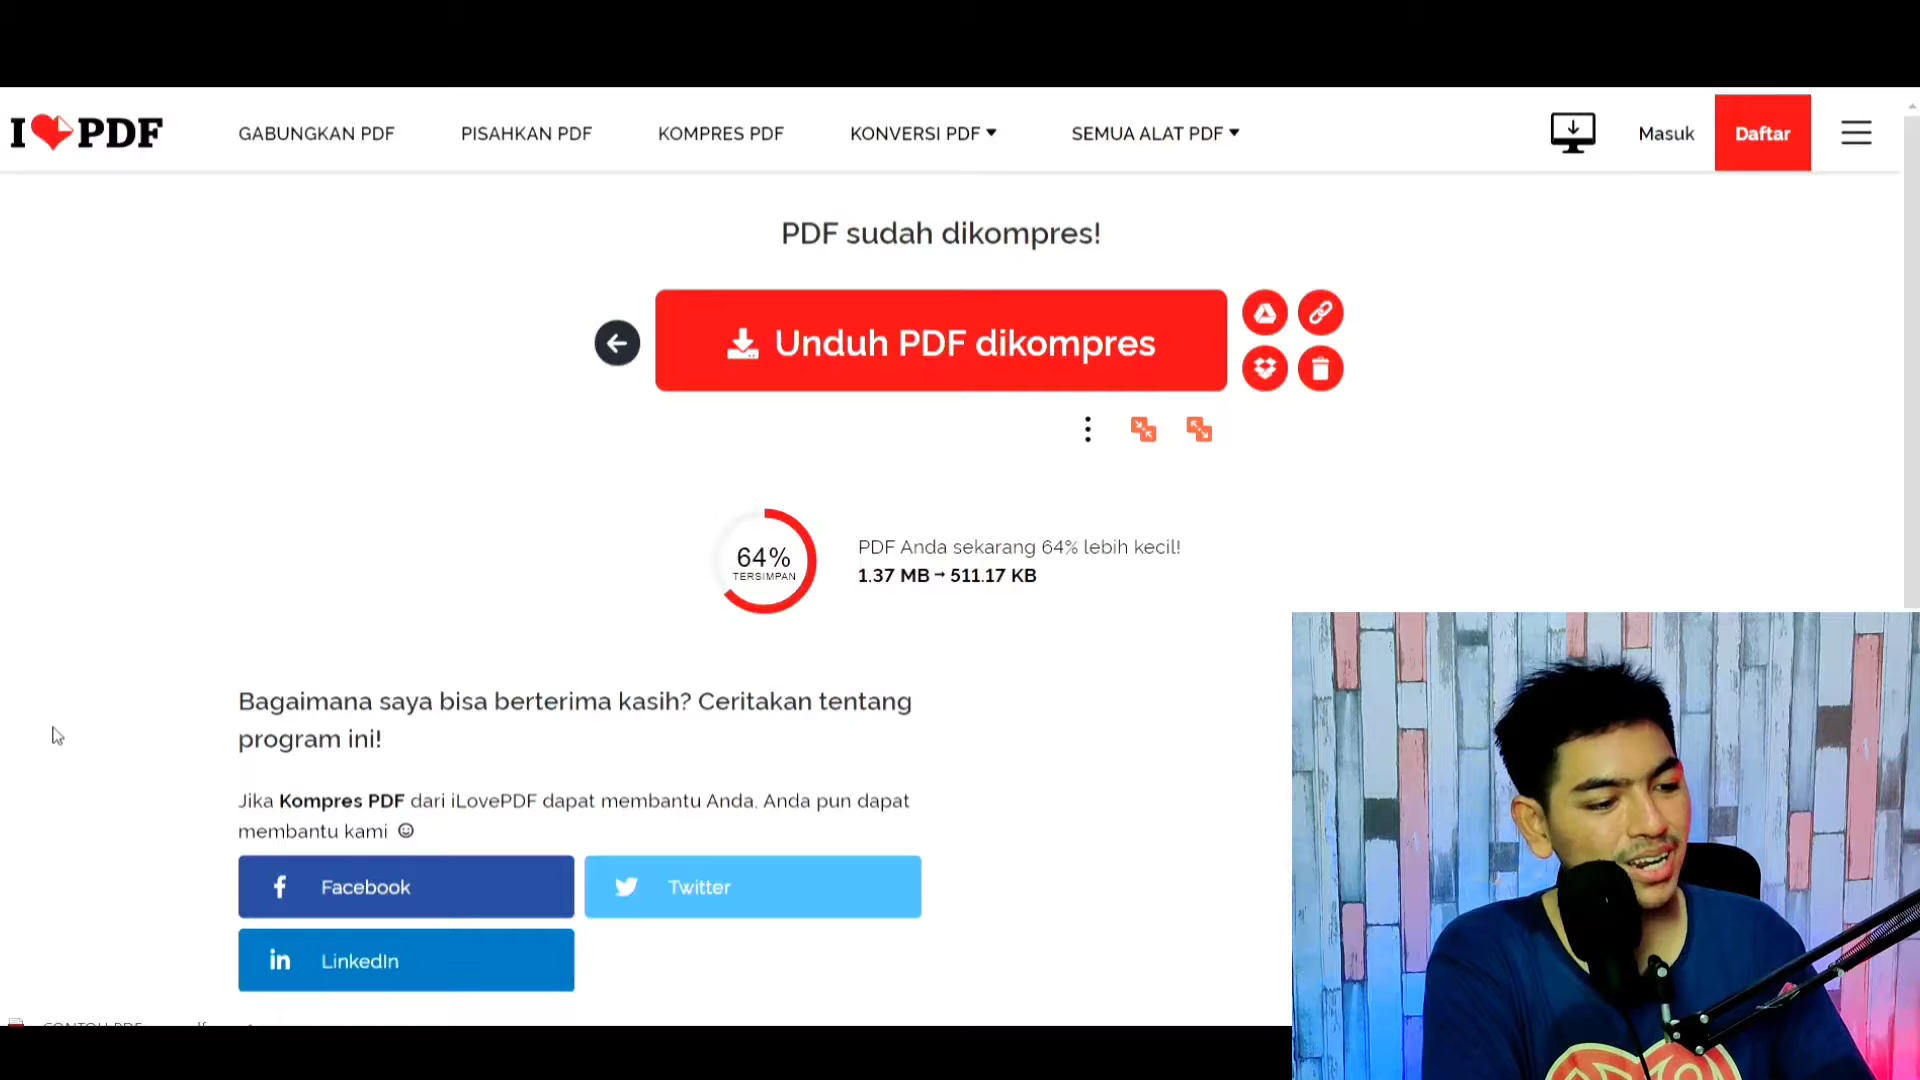 I PDF
GABUNGKAN PDF PISAHKAN PDF KOMPRES PDF KONVERSI PDF SEMUA ALAT PDF Masuk Daftar
PDF sudah dikompres!
Unduh PDF dikompres
64%
TERSIMPAN
PDF Anda sekarang 64% lebih kecil!
1.37 MB → 511.17 KB
Bagaimana saya bisa berterima kasih? Ceritakan tentang
program ini!
Jika Kompres PDF dari iLovePDF dapat membantu Anda, Anda pun dapat
membantu kami
Facebook
Twitter
LinkedIn